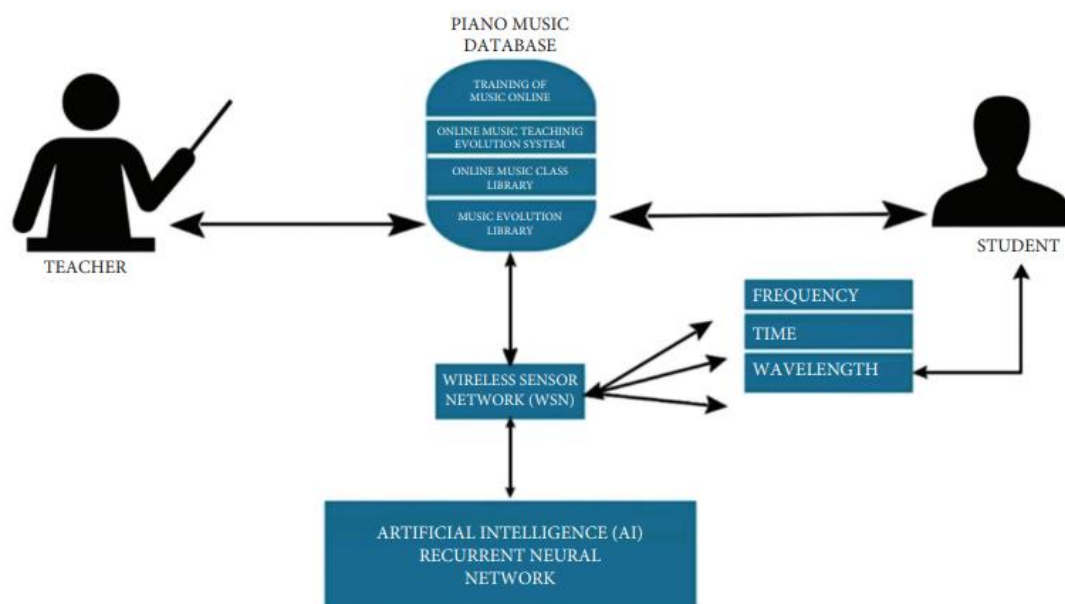 PIANO MUSIC
DATABASE
TRAINING OF
MUSIC ONLINE
ONLINE MUSIC TEACHINIG
EVOLUTION SYSTEM
ONLINE MUSIC CLASS
LIBRARY
MUSIC EVOLUTION
LIBRARY
TEACHER
STUDENT
FREQUENCY
TIME
WAVELENGTH
WIRELESS SENSOR
NETWORK (WSN)
ARTIFICIAL INTELLIGENCE (AI)
RECURRENT NEURAL
NETWORK